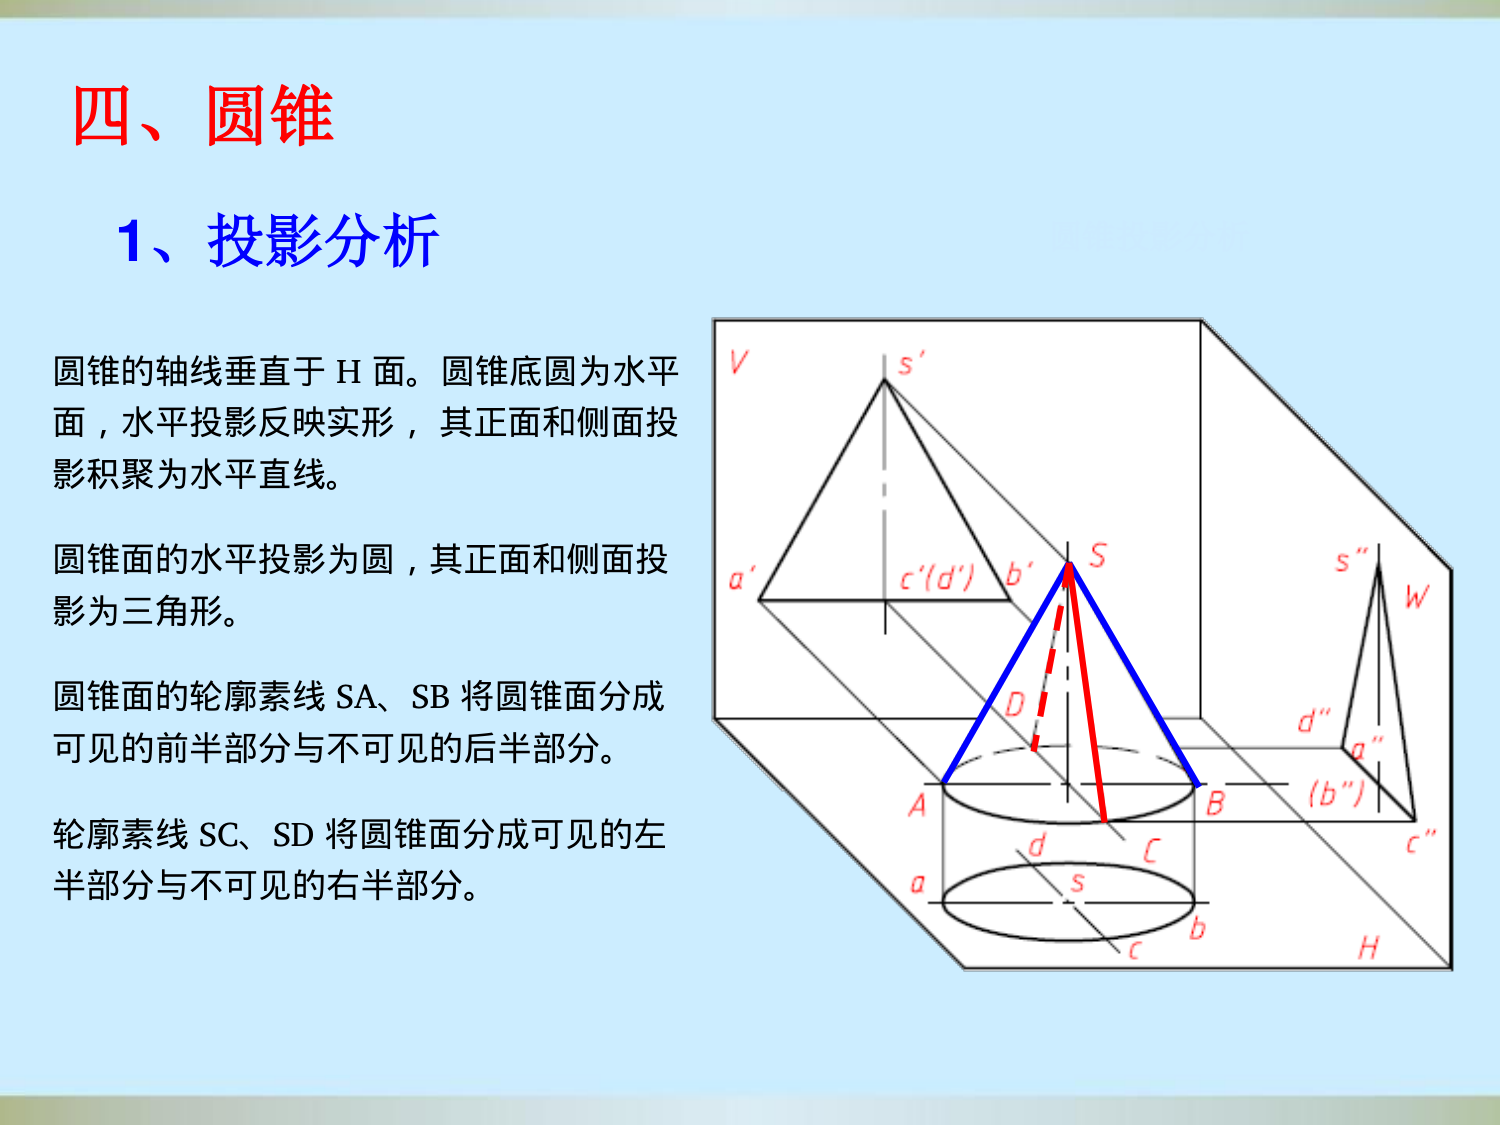 四、圆锥
1、投影分析
圆锥的轴线垂直于 H 面。圆锥底圆为水平
面，水平投影反映实形， 其正面和侧面投
影积聚为水平直线。
圆锥面的水平投影为圆，其正面和侧面投
影为三角形。
圆锥面的轮廓素线 SA、SB 将圆锥面分成
可见的前半部分与不可见的后半部分。
轮廓素线 SC、SD 将圆锥面分成可见的左
半部分与不可见的右半部分。
V
s′
a′
c′(d′)
b′
S
s″
W
D
d″
a″
A
B
(b″)
c″
d
C
a
s
b
c
H